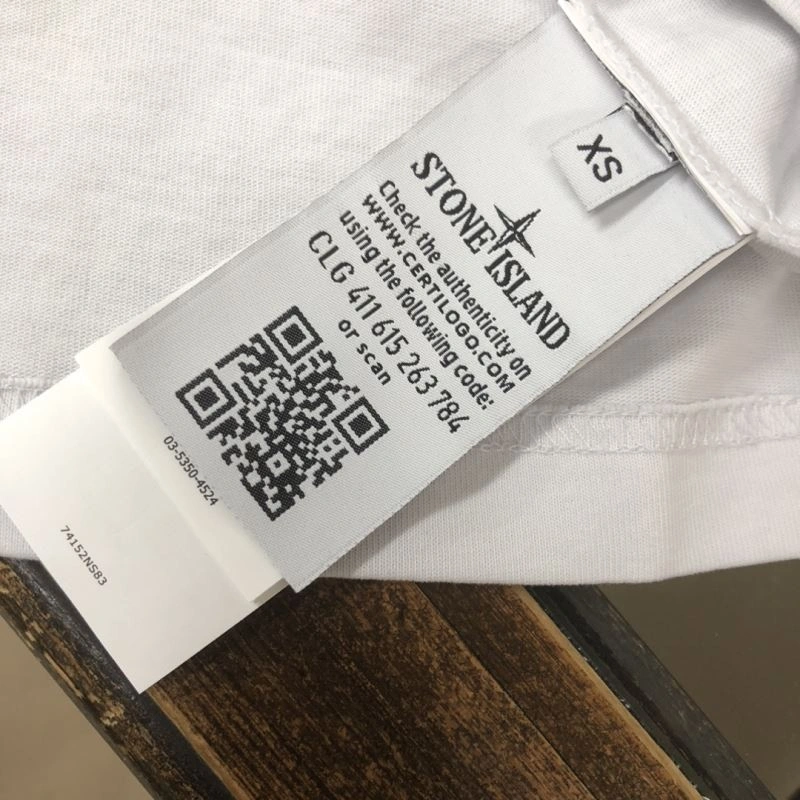 XS
STONE ISLAND
Check the authenticity on
WWW.CERTILOGO.COM
using the following code:
CLG 411 615 263 784
or scan
03-5350-4524
74152NS83